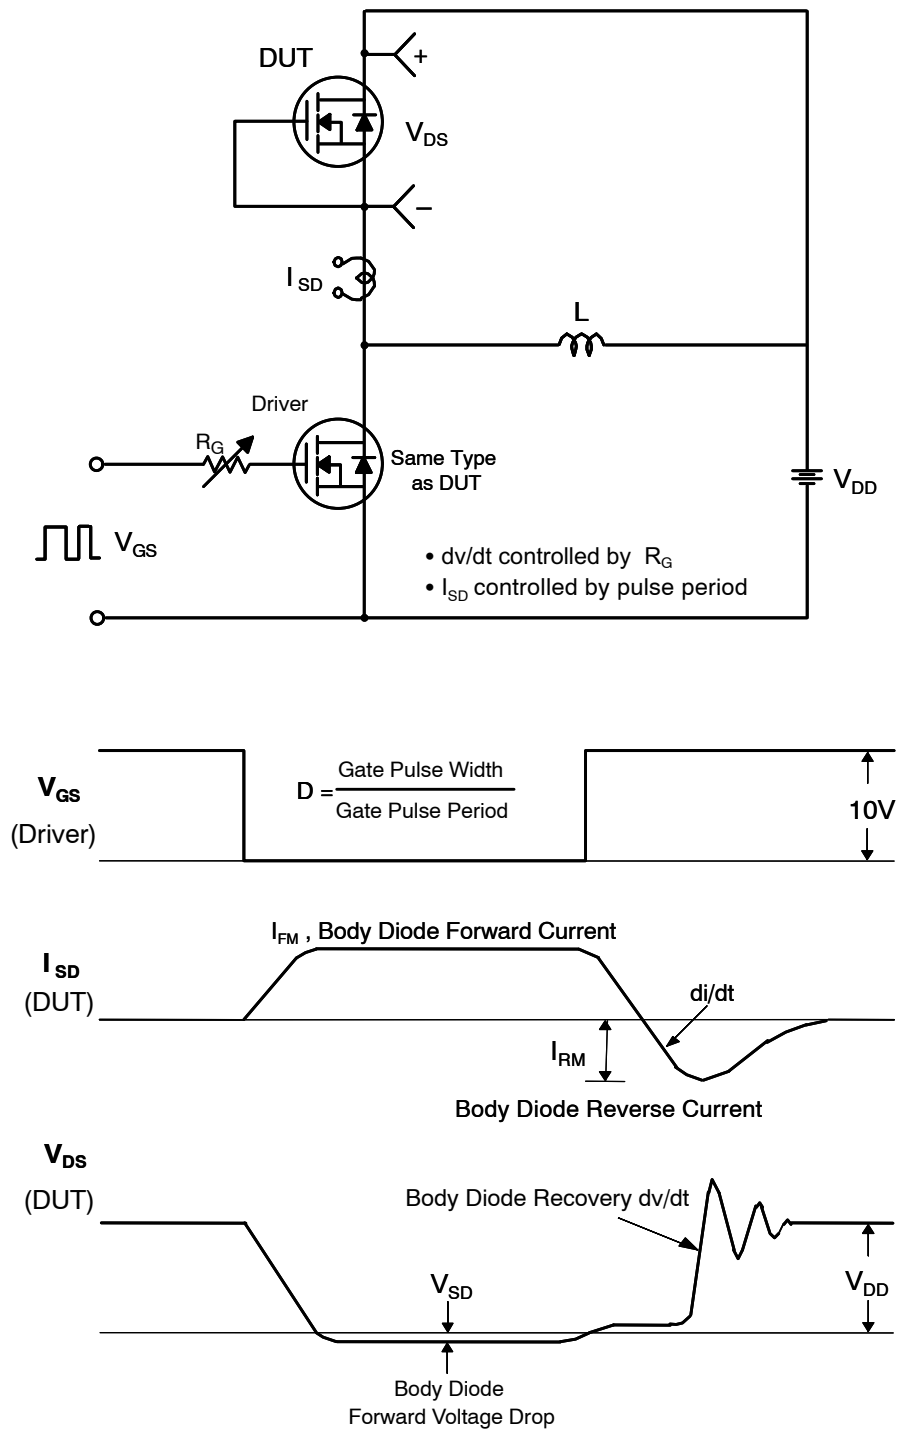 DUT
+
V_DS
−
I_SD
L
Driver
R_G
Same Type
as DUT
V_DD
V_GS
• dv/dt controlled by R_G
• I_SD controlled by pulse period
V_GS
(Driver)
D = Gate Pulse Width
Gate Pulse Period
10V
I_FM , Body Diode Forward Current
I_SD
(DUT)
di/dt
I_RM
Body Diode Reverse Current
V_DS
(DUT)
Body Diode Recovery dv/dt
V_SD
V_DD
Body Diode
Forward Voltage Drop